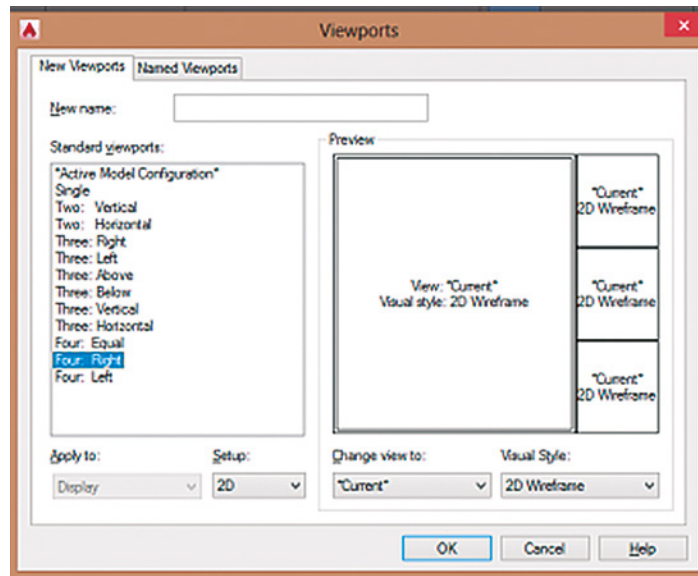 Viewports
New Viewports
Named Viewports
New name:
Standard viewports:
*Active Model Configuration*
Single
Two: Vertical
Two: Horizontal
Three: Right
Three: Left
Three: Above
Three: Below
Three: Vertical
Three: Horizontal
Four: Equal
Four: Right
Four: Left
Apply to:
Display
Setup:
2D
Preview
View: *Current*
Visual style: 2D Wireframe
*Current*
2D Wireframe
*Current*
2D Wireframe
*Current*
2D Wireframe
Change view to:
*Current*
Visual Style:
2D Wireframe
OK
Cancel
Help